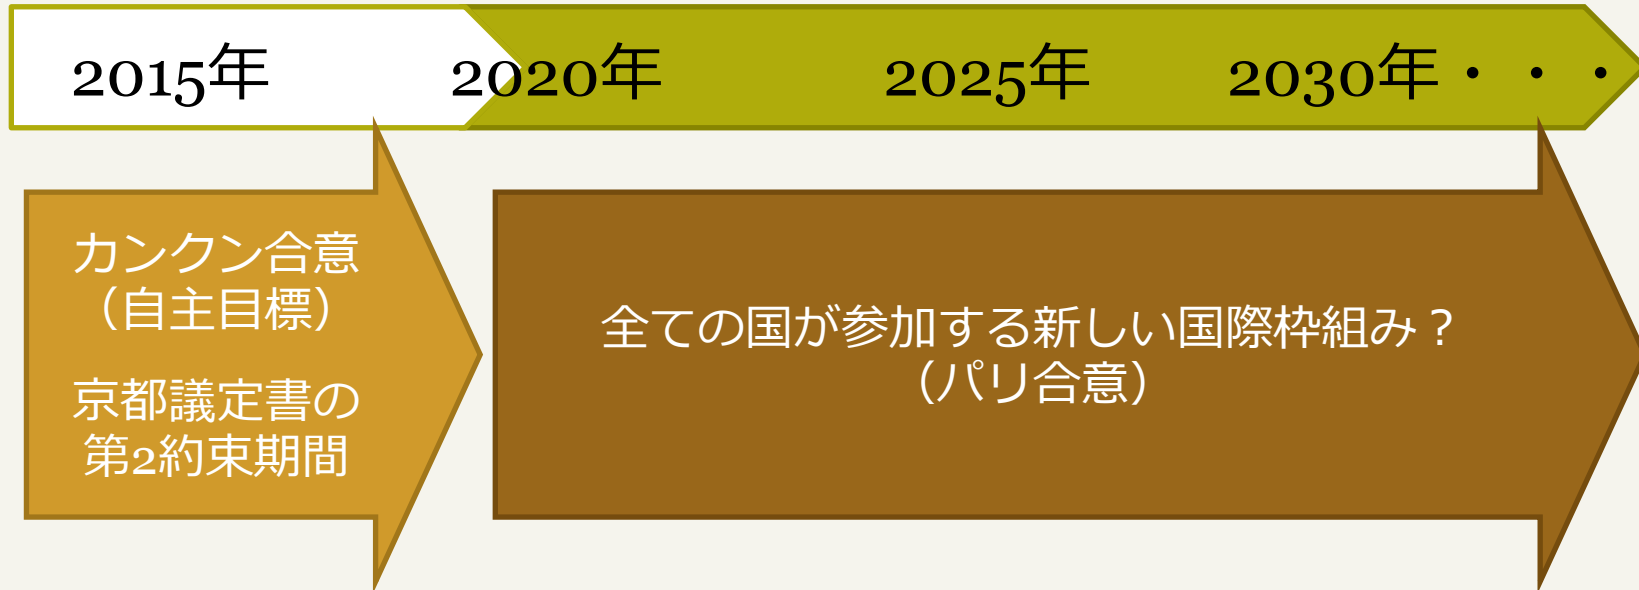 2015年 2020年 2025年 2030年・・・
カンクン合意
（自主目標）
京都議定書の
第2約束期間
全ての国が参加する新しい国際枠組み？
（パリ合意）